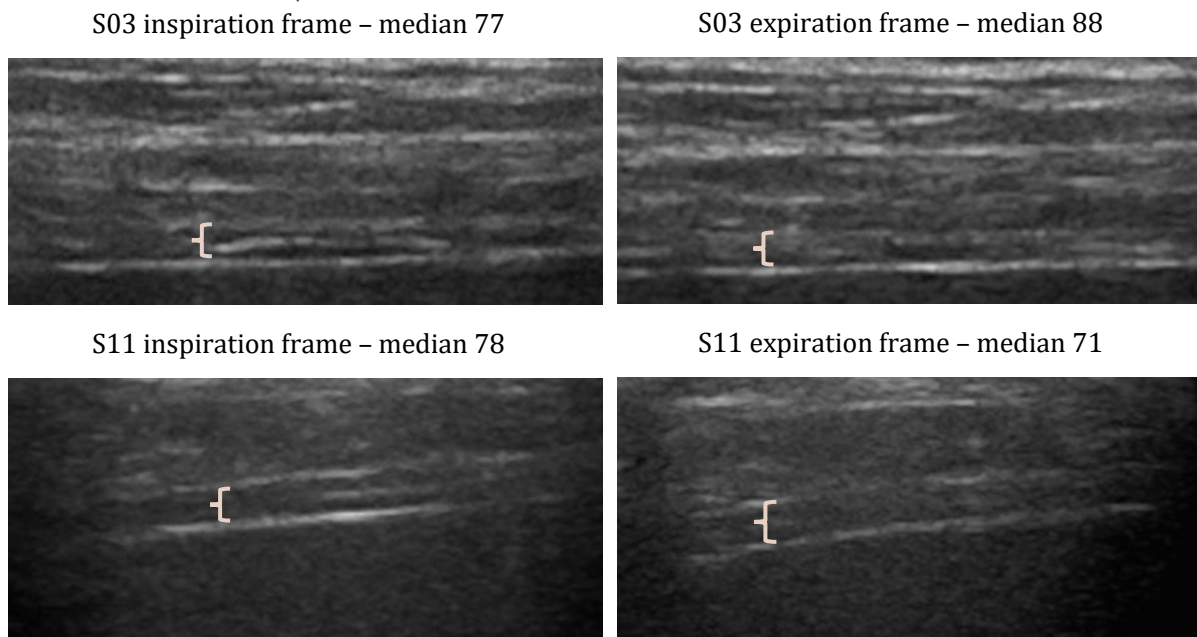 S03 inspiration frame – median 77
S03 expiration frame – median 88
S11 inspiration frame – median 78
S11 expiration frame – median 71